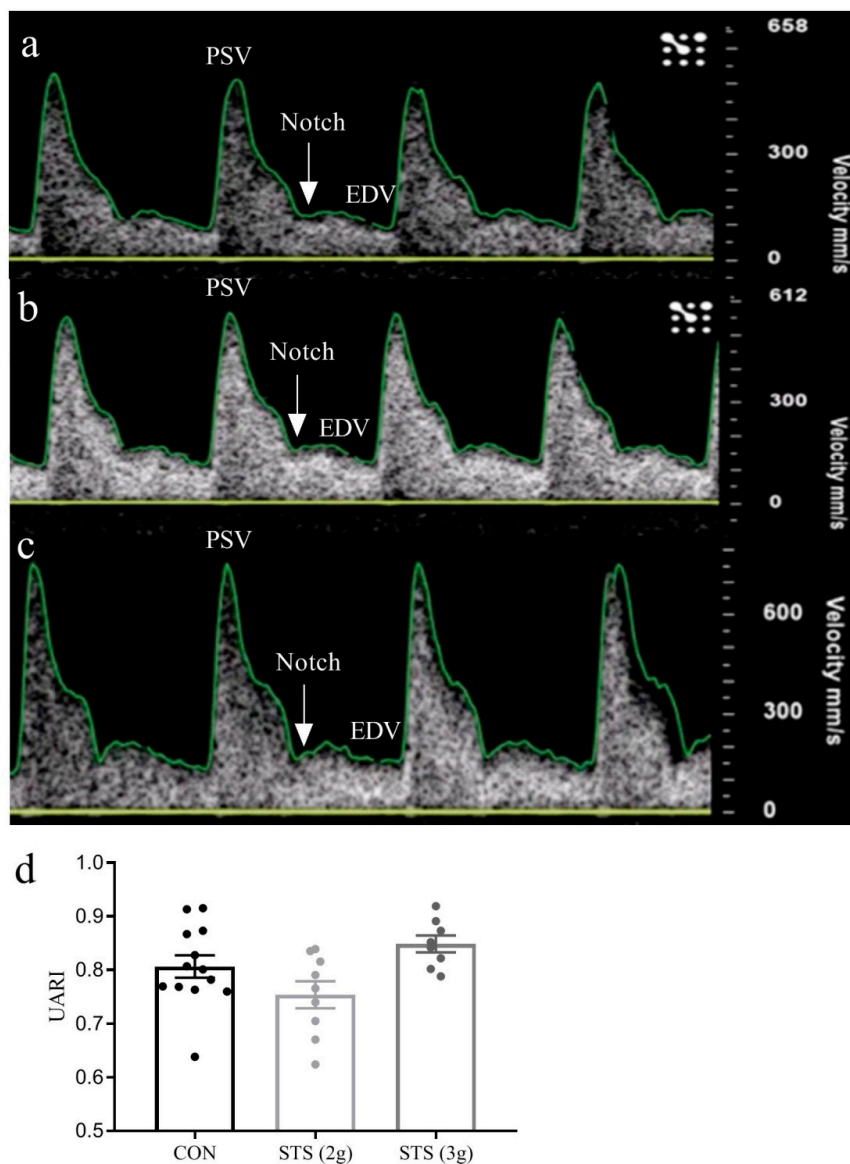 a
PSV
658
Notch
300
EDV
0
Velocity mm/s
b
PSV
612
Notch
300
EDV
0
Velocity mm/s
c
PSV
600
Notch
300
EDV
0
Velocity mm/s
d
1.0
0.9
0.8
0.7
0.6
0.5
UARI
CON STS (2g) STS (3g)